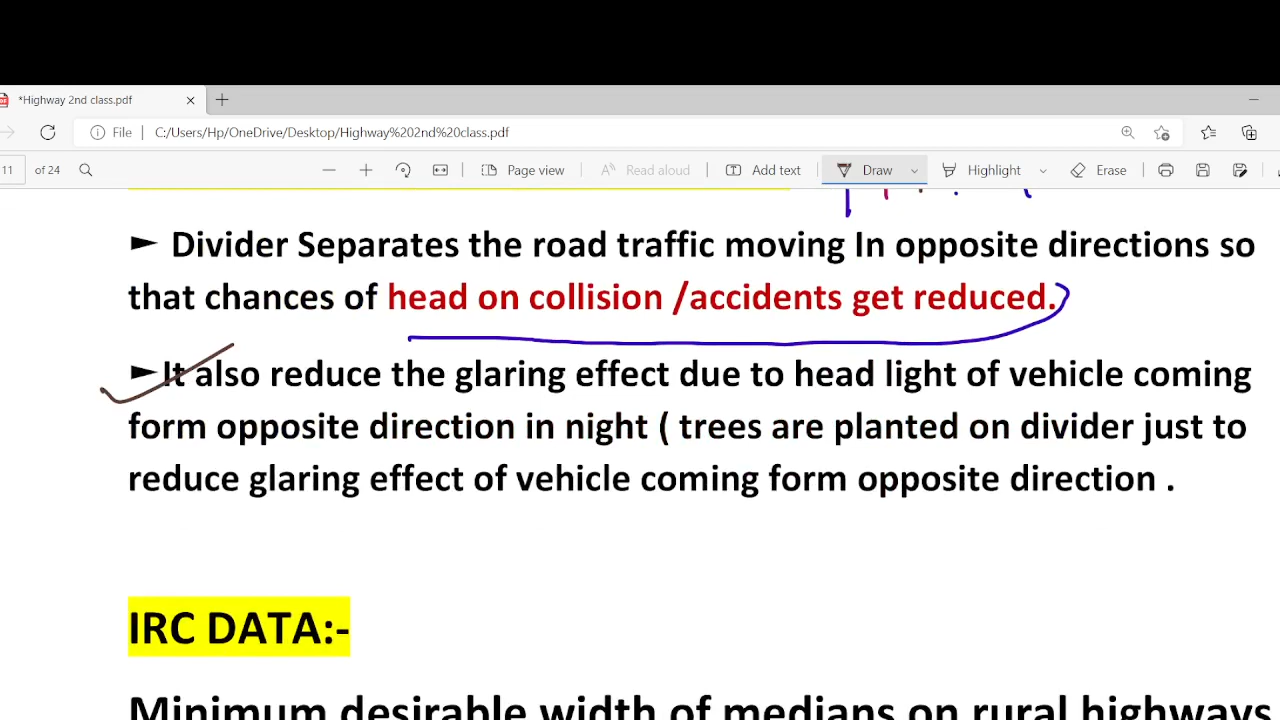 *Highway 2nd class.pdf
File
C:/Users/Hp/OneDrive/Desktop/Highway%202nd%20class.pdf
11 of 24
Page view
Read aloud
Add text
Draw
Highlight
Erase
► Divider Separates the road traffic moving In opposite directions so
that chances of head on collision /accidents get reduced.
►It also reduce the glaring effect due to head light of vehicle coming
form opposite direction in night ( trees are planted on divider just to
reduce glaring effect of vehicle coming form opposite direction .
IRC DATA:-
Minimum desirable width of medians on rural highways